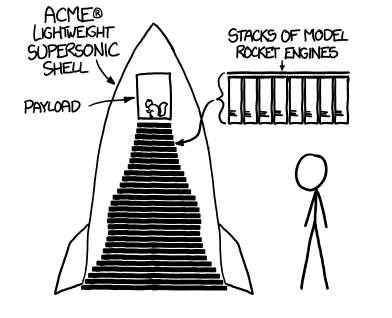 ACME®
LIGHTWEIGHT
SUPERSONIC
SHELL
PAYLOAD
STACKS OF MODEL
ROCKET ENGINES